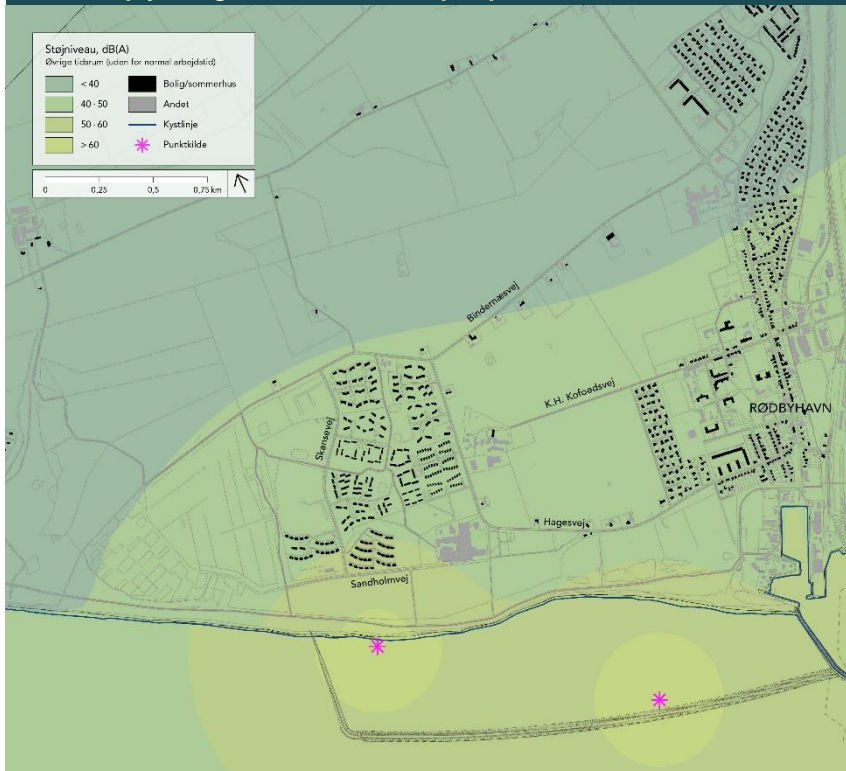 Støjniveau, dB(A)
Øvrige tidsrum (uden for normal arbejdstid)
< 40
40 - 50
50 - 60
> 60
Bolig/sommerhus
Andet
Kystlinje
Punktkilde
0 0,25 0,5 0,75 km
Bindernæsvej
K.H. Kofoedsvej
RØDBYHAVN
Skansevej
Hagesvej
Sandholmvej